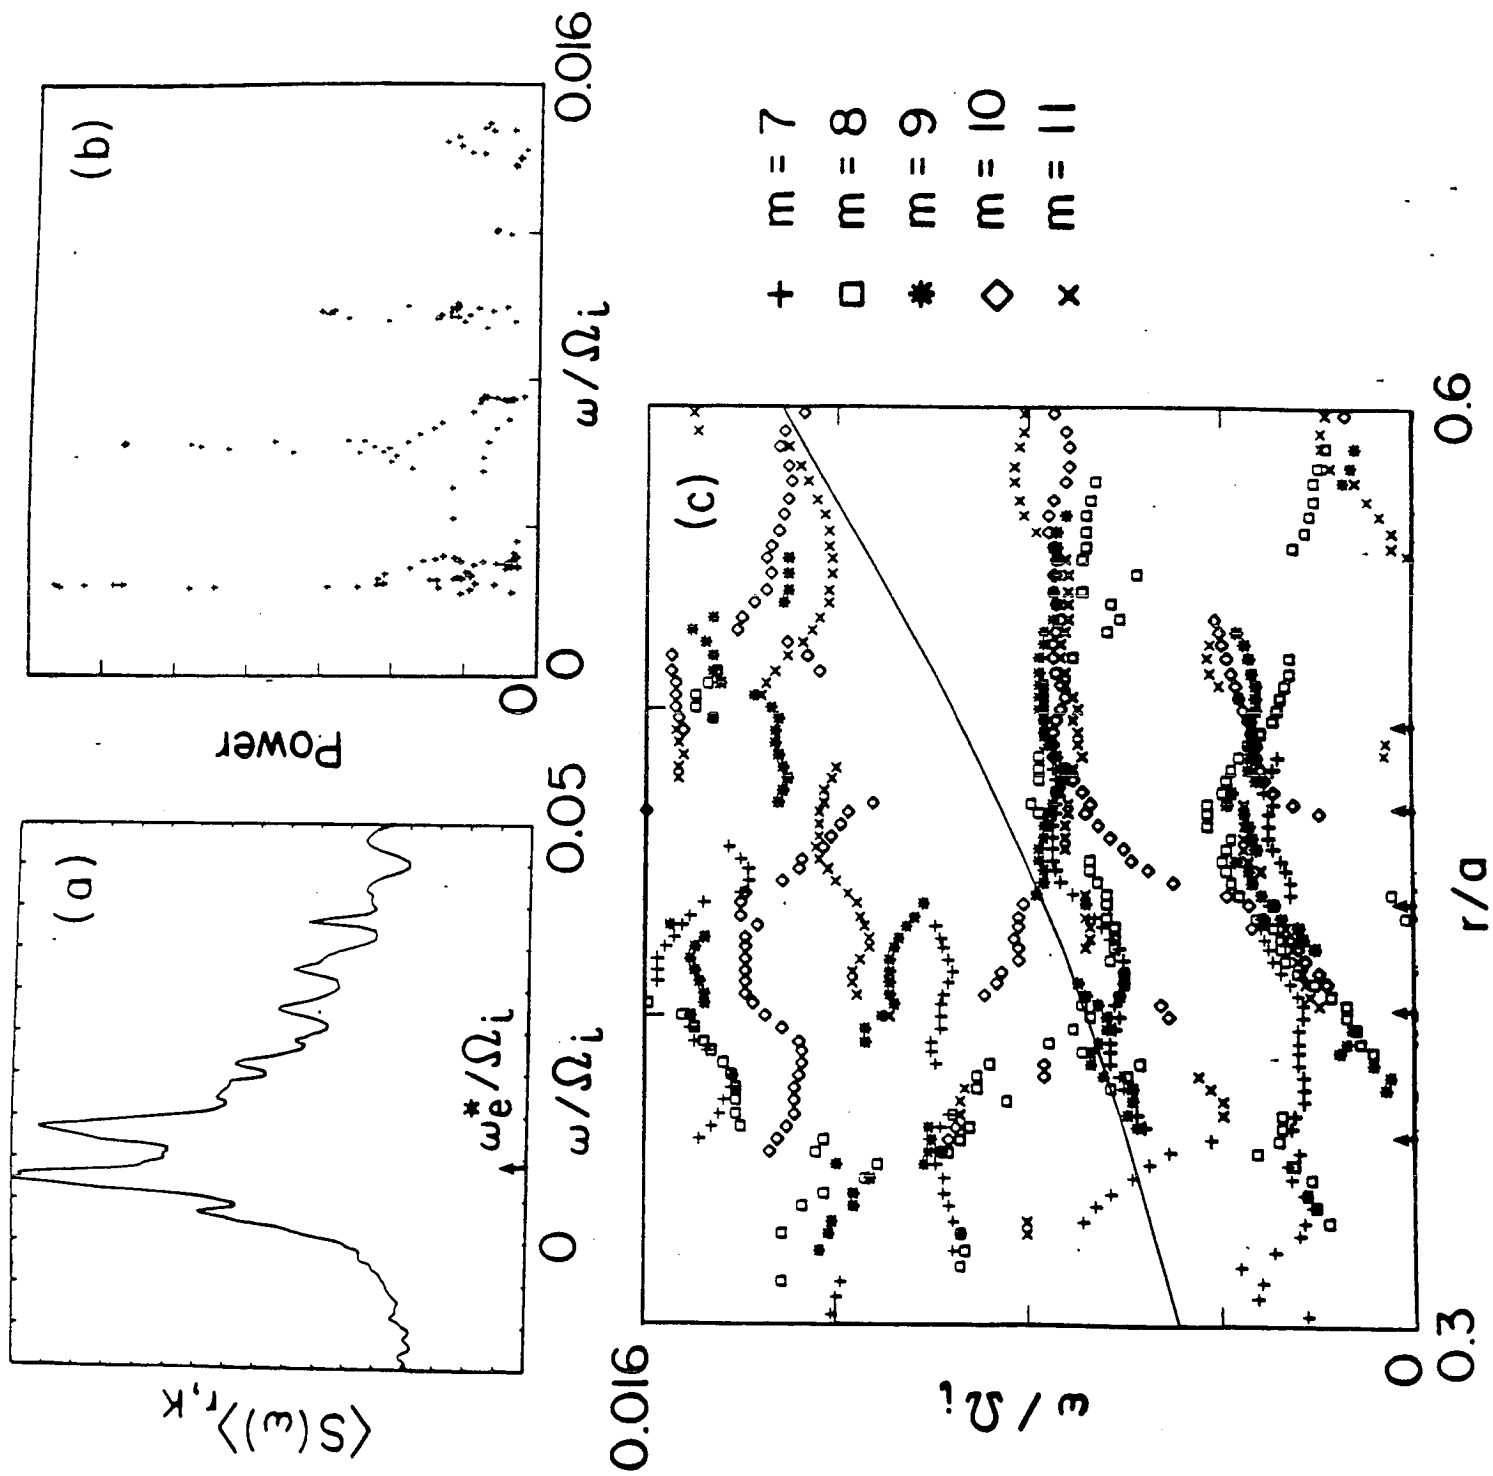 (a)
⟨S(ω)⟩r,K
0
0.05
ω/Ωi
ω*e/Ωi
(b)
Power
0
0
0.016
ω/Ωi
(c)
0.016
ω/Ωi
0
0.3
0.6
r/a
+ m = 7
□ m = 8
✱ m = 9
◇ m = 10
× m = 11